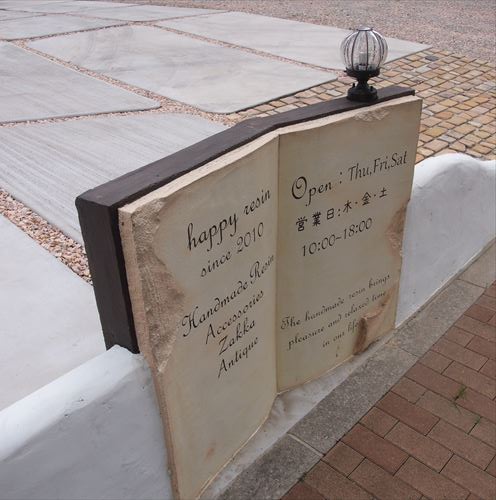 happy resin
since 2010
Handmade Resin
Accessories
Zakka
Antique
Open : Thu,Fri,Sat
営業日:木・金・土
10:00~18:00
The handmade resin brings
pleasure and relaxed time
in our life